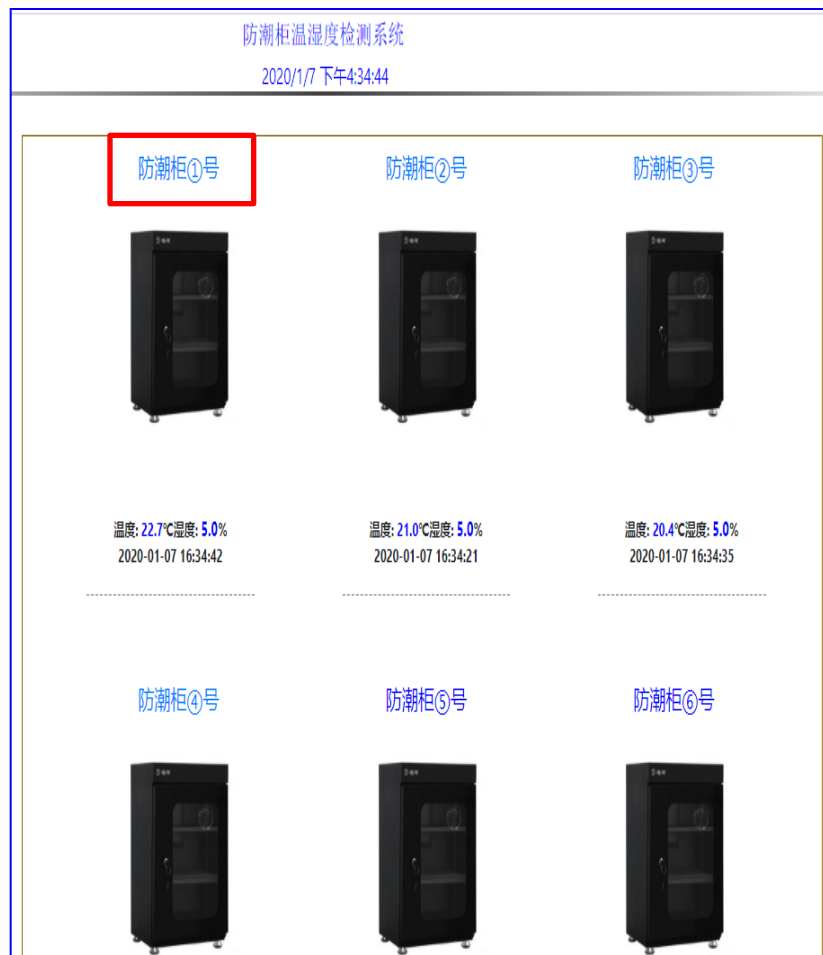 防潮柜温湿度检测系统
2020/1/7 下午4:34:44
防潮柜①号 防潮柜②号 防潮柜③号
温度: 22.7℃湿度: 5.0% 温度: 21.0℃湿度: 5.0% 温度: 20.4℃湿度: 5.0%
2020-01-07 16:34:42 2020-01-07 16:34:21 2020-01-07 16:34:35
防潮柜④号 防潮柜⑤号 防潮柜⑥号